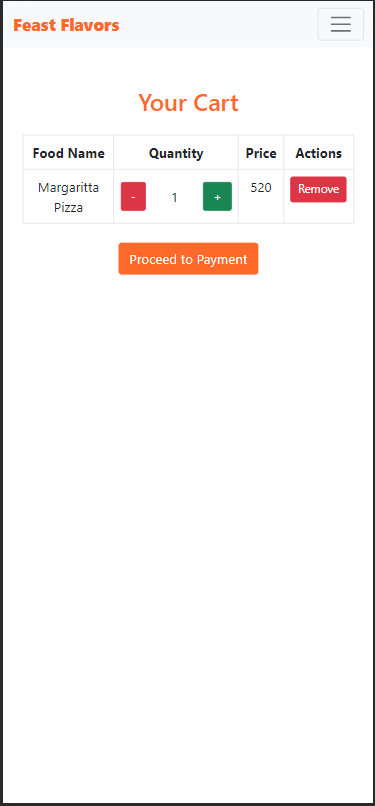 Feast Flavors
Your Cart
Food Name Quantity Price Actions
Margaritta
Pizza
- 1 + 520 Remove
Proceed to Payment